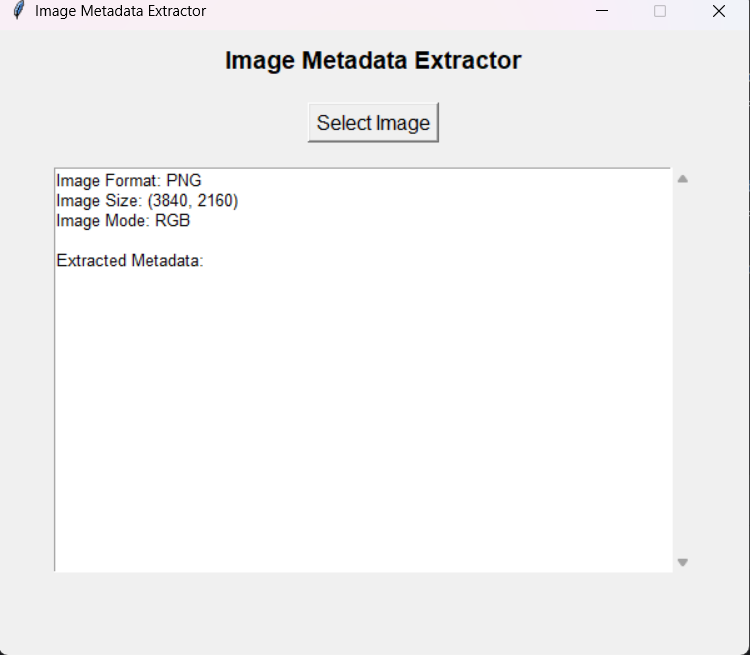 Image Metadata Extractor
Image Metadata Extractor
Select Image
Image Format: PNG
Image Size: (3840, 2160)
Image Mode: RGB
Extracted Metadata: